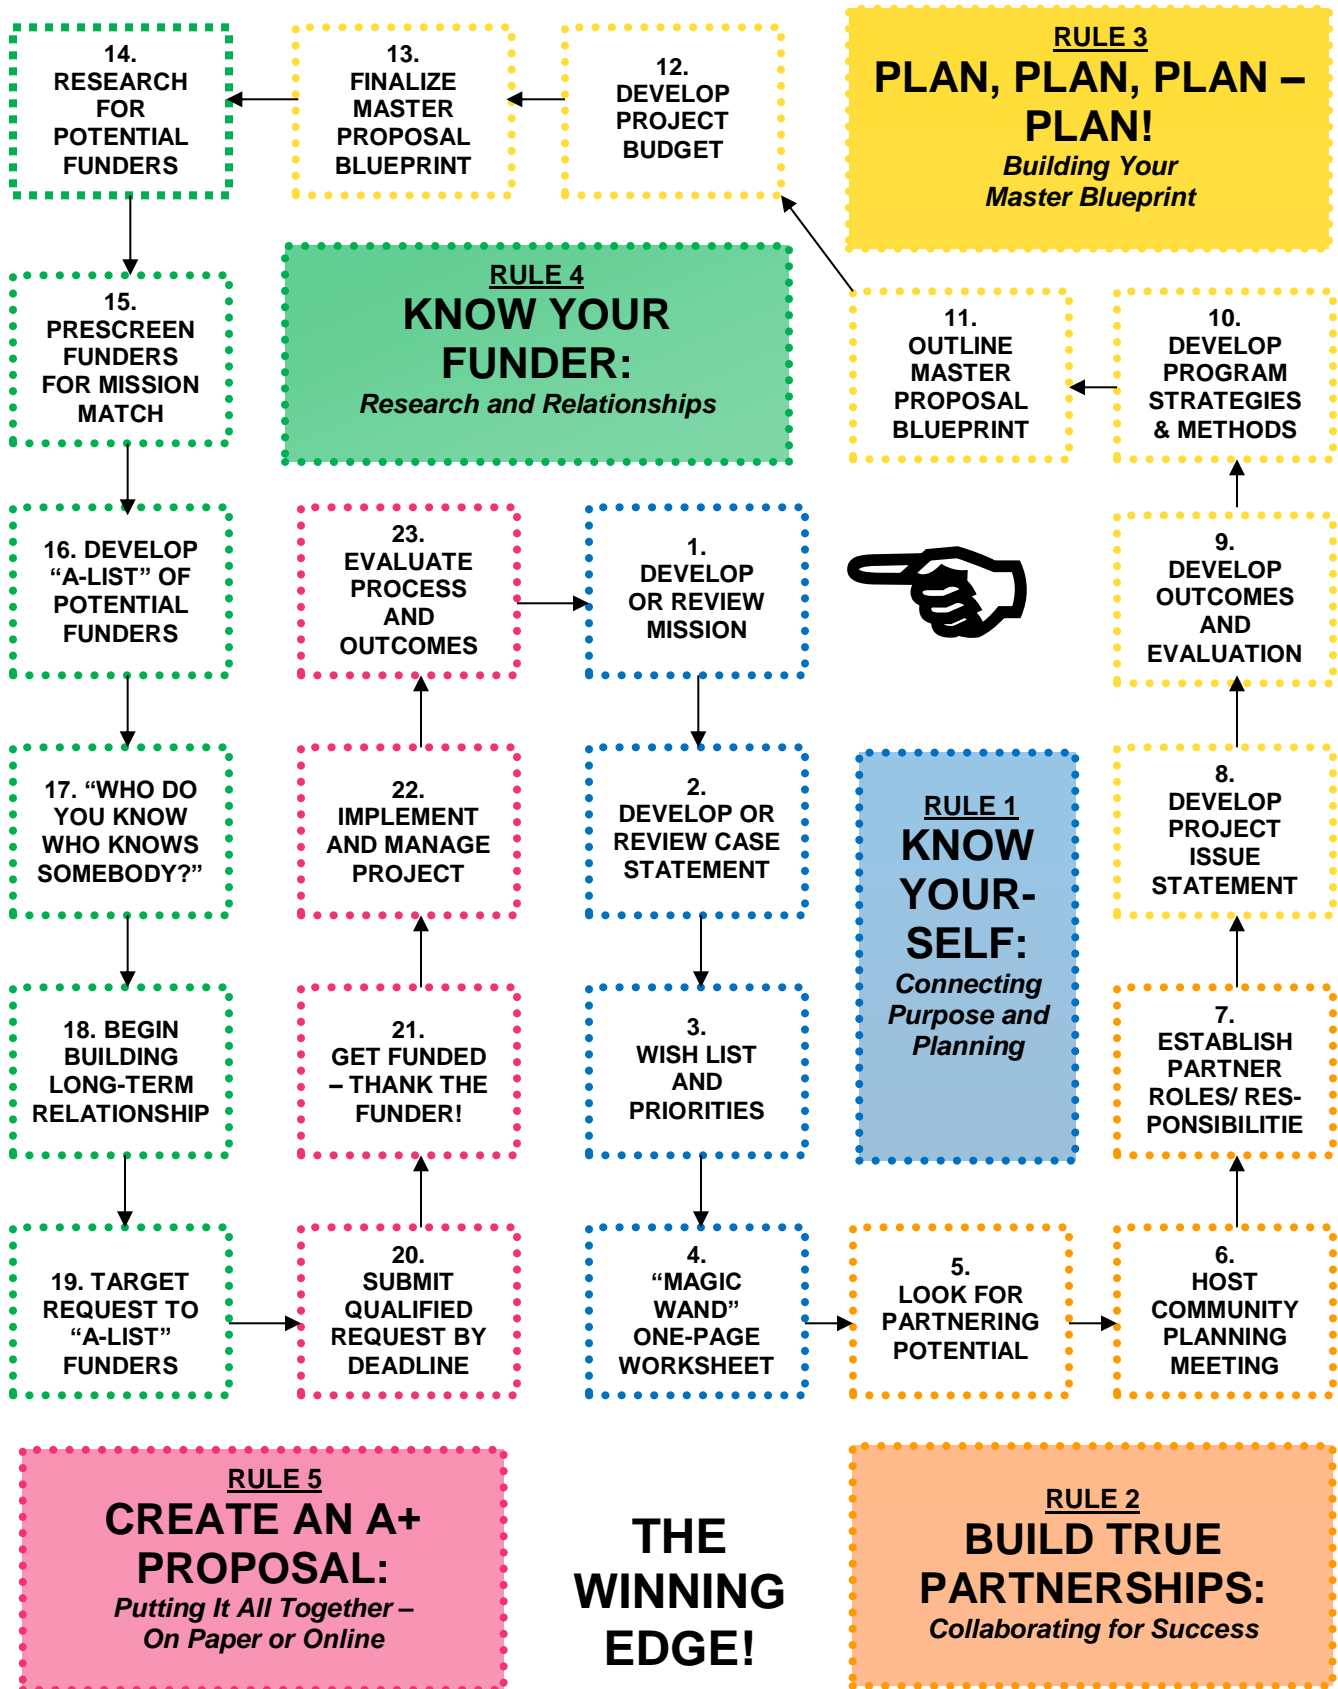 14.
RESEARCH
FOR
POTENTIAL
FUNDERS
13.
FINALIZE
MASTER
PROPOSAL
BLUEPRINT
12.
DEVELOP
PROJECT
BUDGET
RULE 3
PLAN, PLAN, PLAN –
PLAN!
Building Your
Master Blueprint
RULE 4
KNOW YOUR
FUNDER:
Research and Relationships
15.
PRESCREEN
FUNDERS
FOR MISSION
MATCH
11.
OUTLINE
MASTER
PROPOSAL
BLUEPRINT
10.
DEVELOP
PROGRAM
STRATEGIES
& METHODS
16. DEVELOP
“A-LIST” OF
POTENTIAL
FUNDERS
23.
EVALUATE
PROCESS
AND
OUTCOMES
1.
DEVELOP
OR REVIEW
MISSION
9.
DEVELOP
OUTCOMES
AND
EVALUATION
17. “WHO DO
YOU KNOW
WHO KNOWS
SOMEBODY?”
22.
IMPLEMENT
AND MANAGE
PROJECT
2.
DEVELOP OR
REVIEW CASE
STATEMENT
RULE 1
KNOW
YOUR-
SELF:
Connecting
Purpose and
Planning
8.
DEVELOP
PROJECT
ISSUE
STATEMENT
18. BEGIN
BUILDING
LONG-TERM
RELATIONSHIP
21.
GET FUNDED
– THANK THE
FUNDER!
3.
WISH LIST
AND
PRIORITIES
7.
ESTABLISH
PARTNER
ROLES/ RES-
PONSIBILITIE
19. TARGET
REQUEST TO
“A-LIST”
FUNDERS
20.
SUBMIT
QUALIFIED
REQUEST BY
DEADLINE
4.
“MAGIC
WAND”
ONE-PAGE
WORKSHEET
5.
LOOK FOR
PARTNERING
POTENTIAL
6.
HOST
COMMUNITY
PLANNING
MEETING
RULE 5
CREATE AN A+
PROPOSAL:
Putting It All Together –
On Paper or Online
THE
WINNING
EDGE!
RULE 2
BUILD TRUE
PARTNERSHIPS:
Collaborating for Success